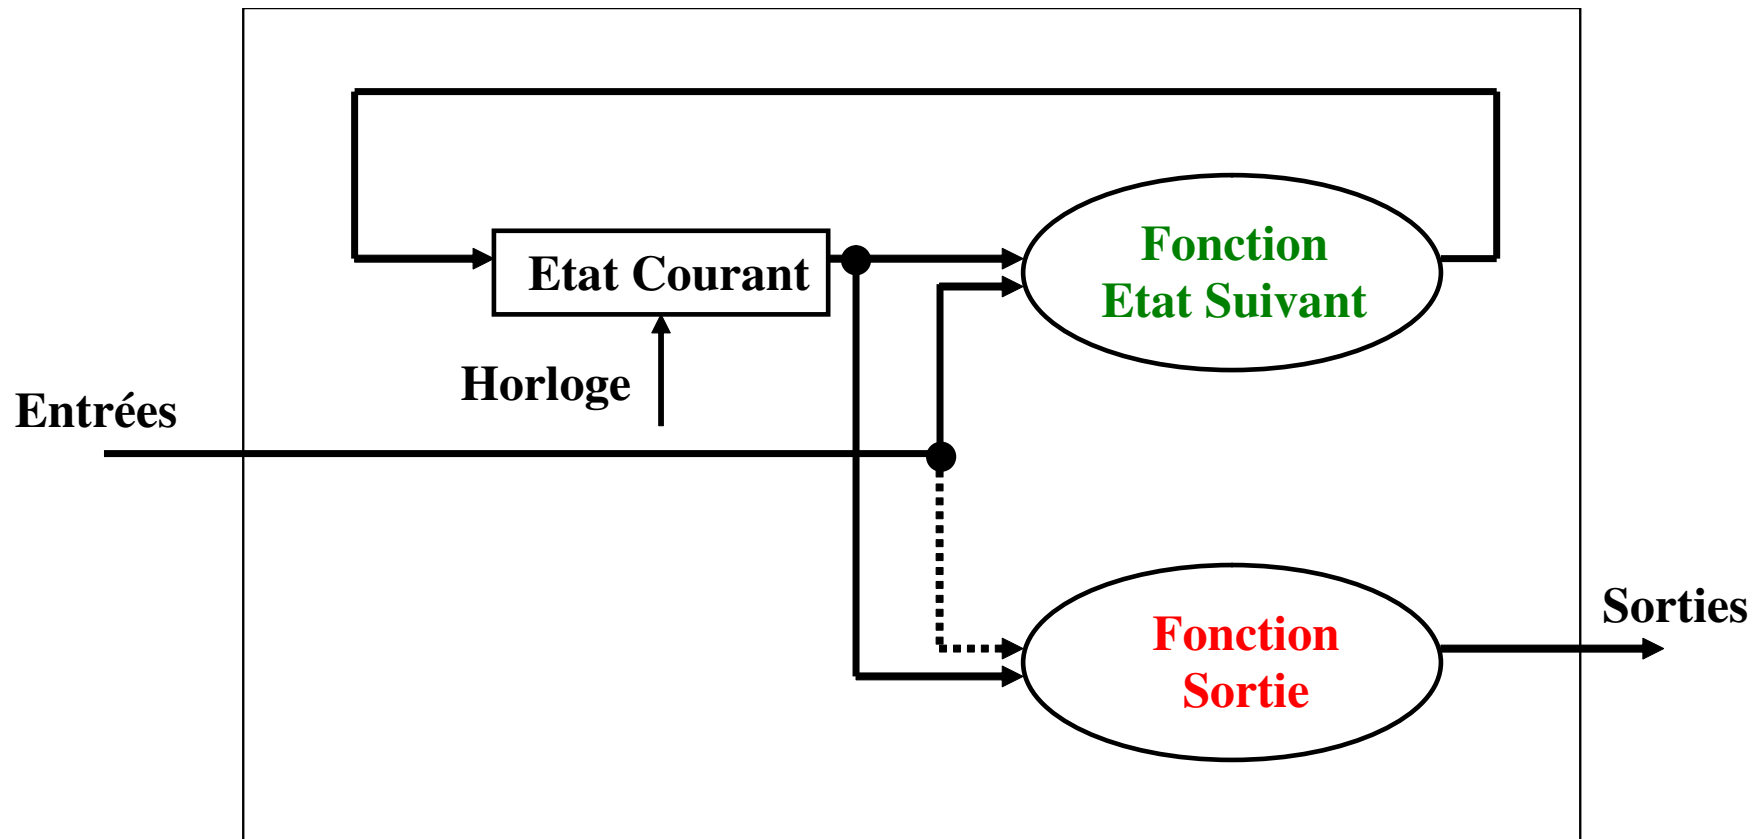 Fonction
Etat Suivant
Etat Courant
Horloge
Entrées
Sorties
Fonction
Sortie